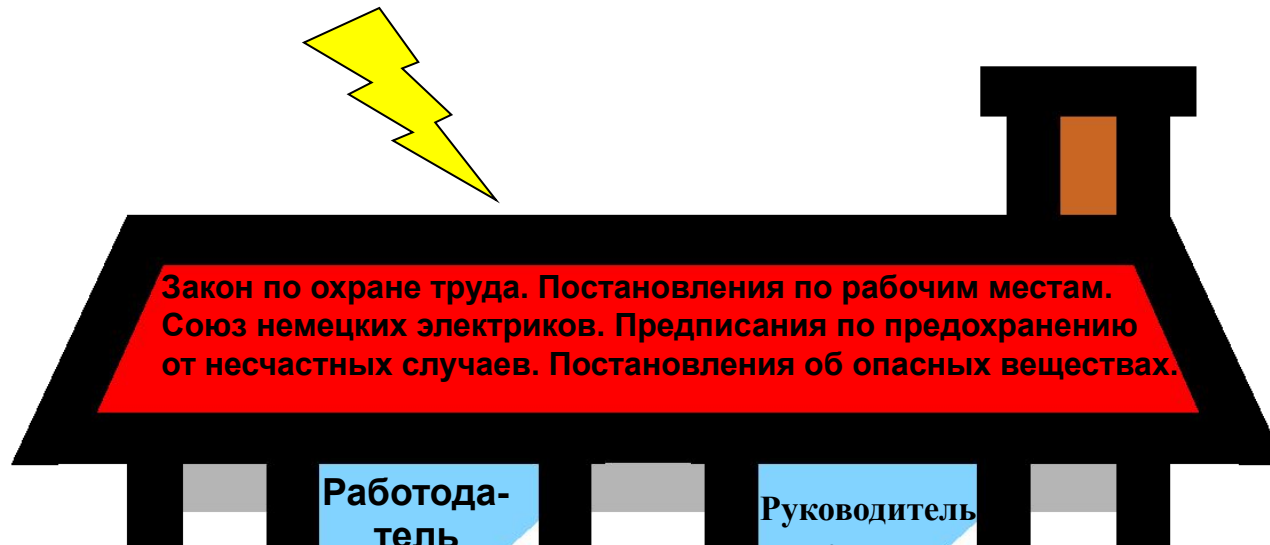 Закон по охране труда. Постановления по рабочим местам.
Союз немецких электриков. Предписания по предохранению
от несчастных случаев. Постановления об опасных веществах.
Работода-
тель
Руководитель